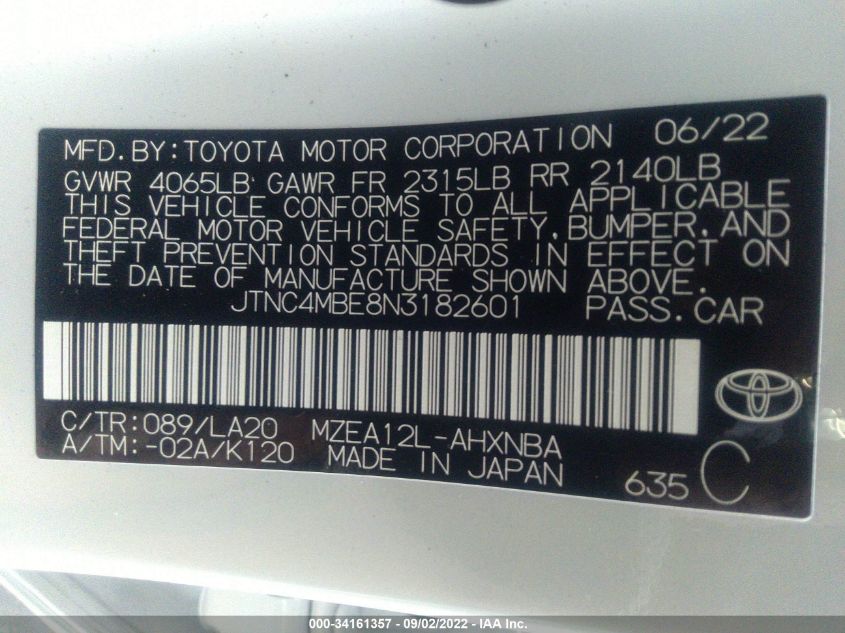 MFD.BY:TOYOTA MOTOR CORPORATION 06/22
GVWR 4065LB GAWR FR 2315LB RR 2140LB
THIS VEHICLE CONFORMS TO ALL APPLICABLE
FEDERAL MOTOR VEHICLE SAFETY, BUMPER, AND
THEFT PREVENTION STANDARDS IN EFFECT ON
THE DATE OF MANUFACTURE SHOWN ABOVE.
JTNC4MBE8N3182601 PASS.CAR
C/TR:089/LA20 MZEA12L-AHXNBA
A/TM:-02A/K120 MADE IN JAPAN
635 C
000-34161357 - 09/02/2022 - IAA Inc.